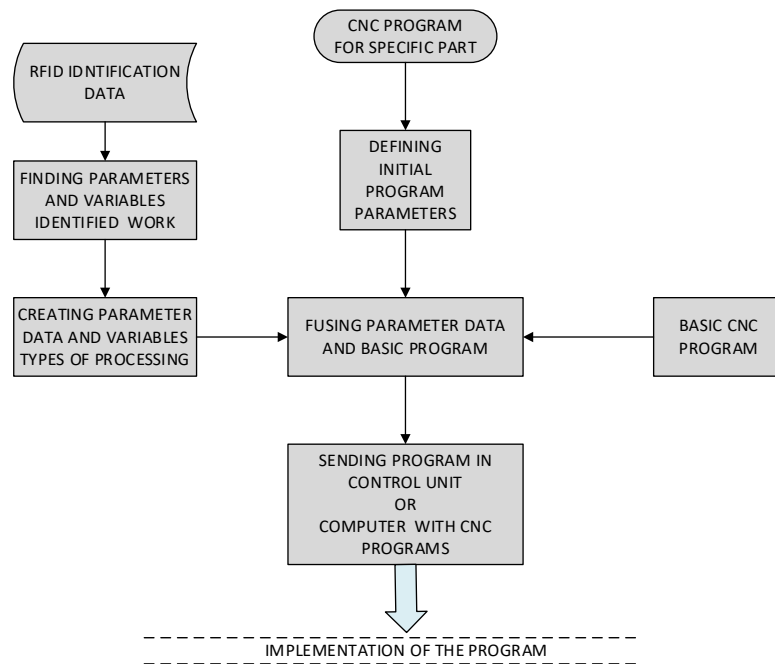 CNC PROGRAM
FOR SPECIFIC PART
RFID IDNTIFICATION
DATA
DEFINING
INITIAL
PROGRAM
PARAMETERS
FINDING PARAMETERS
AND VARIABLES
IDENTIFIED WORK
CREATING PARAMETER
DATA AND VARIABLES
TYPES OF PROCESSING
FUSING PARAMETER DATA
AND BASIC PROGRAM
BASIC CNC
PROGRAM
SENDING PROGRAM IN
CONTROL UNIT
OR
COMPUTER WITH CNC
PROGRAMS
IMPLEMENTATION OF THE PROGRAM